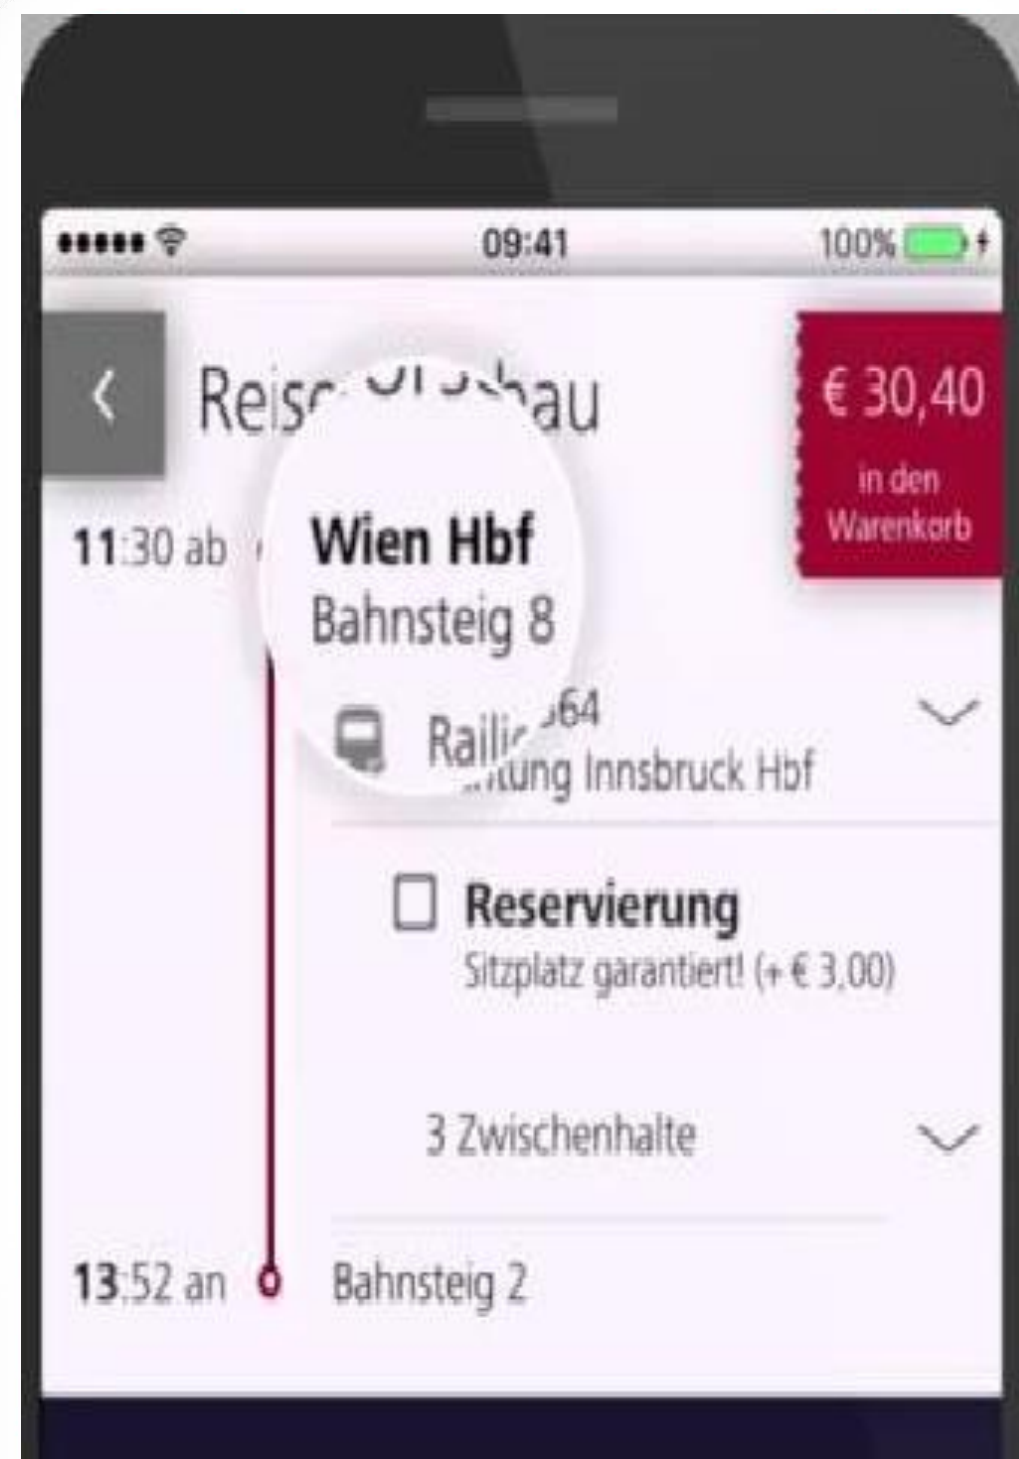 09:41 100%
€ 30,40
in den
Warenkorb
11:30 ab
Wien Hbf
Bahnsteig 8
64
Innsbruck Hbf
Reservierung
Sitzplatz garantiert! (+ € 3,00)
3 Zwischenhalte
13:52 an Bahnsteig 2